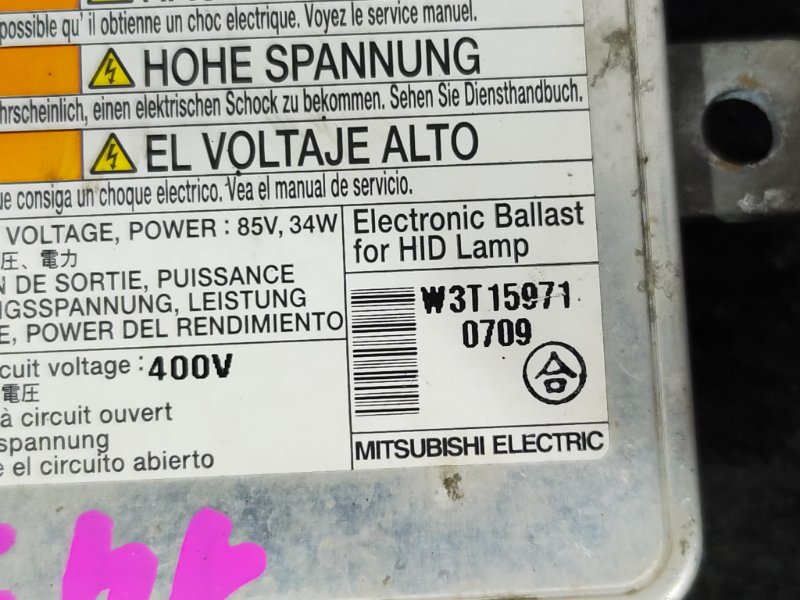 possible qu' il obtienne un choc electrique. Voyez le service manuel.
HOHE SPANNUNG
hrscheinlich, einen elektrischen Schock zu bekommen. Sehen Sie Diensthandbuch.
EL VOLTAJE ALTO
ue consiga un choque electrico. Vea el manual de servicio.
VOLTAGE, POWER : 85V, 34W
圧、電力
N DE SORTIE, PUISSANCE
NGSSPANNUNG, LEISTUNG
E, POWER DEL RENDIMIENTO
cuit voltage : 400V
電圧
à circuit ouvert
spannung
e el circuito abierto
Electronic Ballast
for HID Lamp
W3T15971
0709
合
MITSUBISHI ELECTRIC